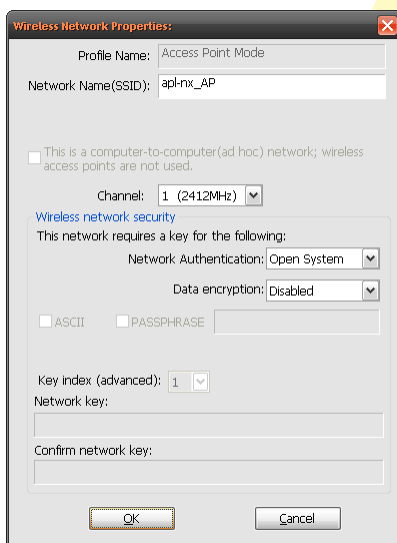 Wireless Network Properties:
Profile Name: Access Point Mode
Network Name(SSID): apl-nx_AP
This is a computer-to-computer(ad hoc) network; wireless
access points are not used.
Channel: 1 (2412MHz)
Wireless network security
This network requires a key for the following:
Network Authentication: Open System
Data encryption: Disabled
ASCII PASSPHRASE
Key index (advanced): 1
Network key:
Confirm network key:
OK Cancel